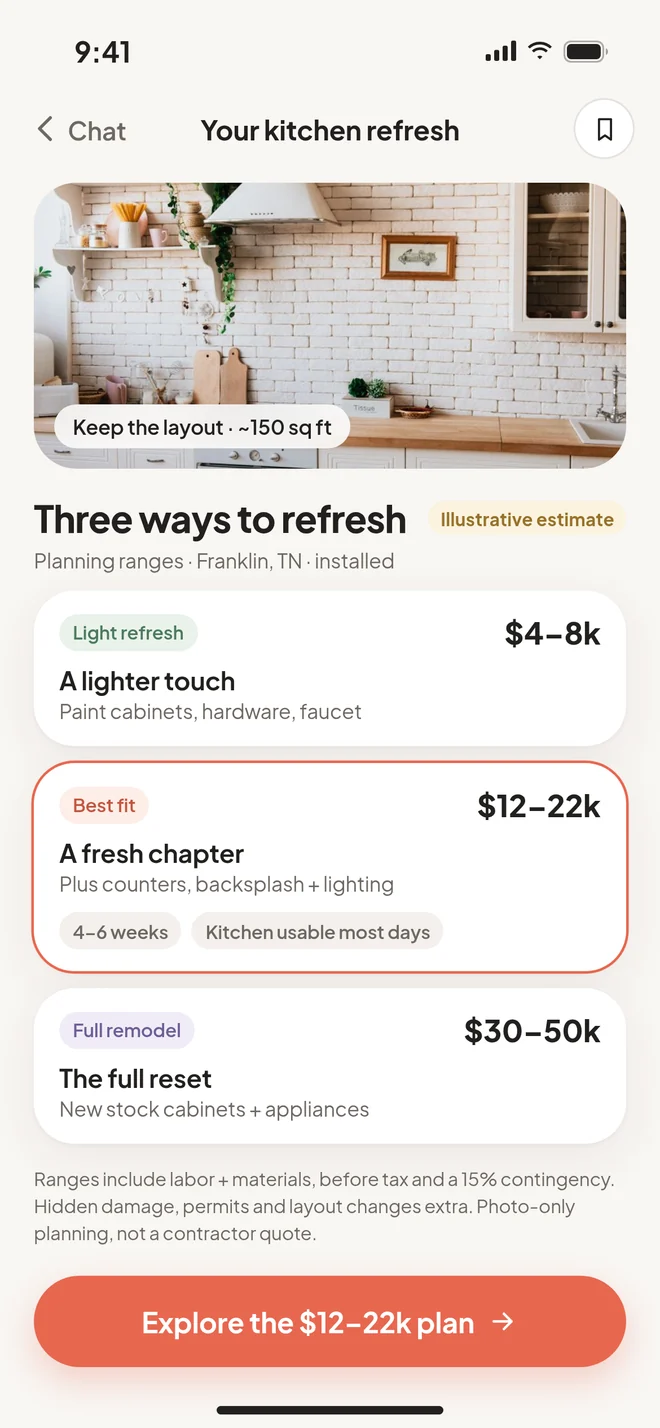 9:41
Chat
Your kitchen refresh
Tissue
Keep the layout · ~150 sq ft
Three ways to refresh
Illustrative estimate
Planning ranges · Franklin, TN · installed
Light refresh
$4–8k
A lighter touch
Paint cabinets, hardware, faucet
Best fit
$12–22k
A fresh chapter
Plus counters, backsplash + lighting
4–6 weeks
Kitchen usable most days
Full remodel
$30–50k
The full reset
New stock cabinets + appliances
Ranges include labor + materials, before tax and a 15% contingency.
Hidden damage, permits and layout changes extra. Photo-only
planning, not a contractor quote.
Explore the $12–22k plan →